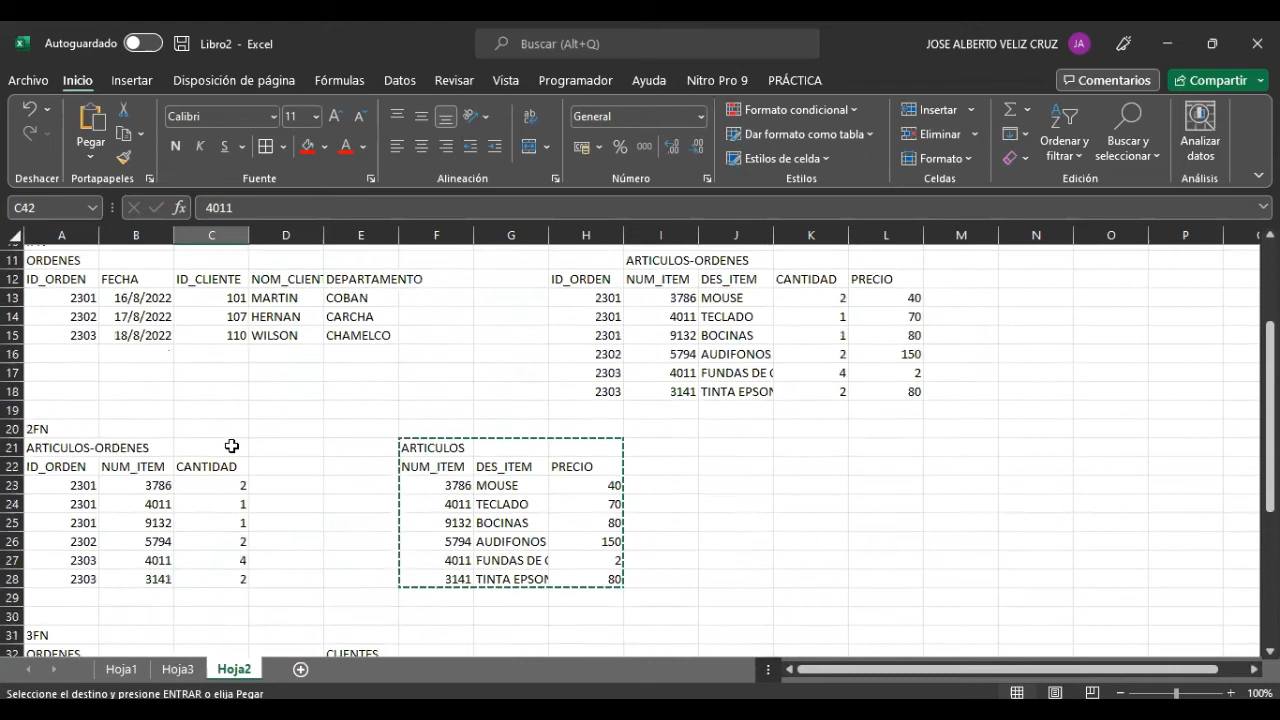 Autoguardado Libro2 - Excel Buscar (Alt+Q) JOSE ALBERTO VELIZ CRUZ JA
Archivo Inicio Insertar Disposición de página Fórmulas Datos Revisar Vista Programador Ayuda Nitro Pro 9 PRÁCTICA Comentarios Compartir
Pegar Calibri 11 General Formato condicional Insertar
N K S Dar formato como tabla Eliminar Ordenar y filtrar Buscar y seleccionar Analizar datos
% 000 Estilos de celda Formato
Deshacer Portapapeles Fuente Alineación Número Estilos Celdas Edición Análisis
C42 fx 4011
A B C D E F G H I J K L M N O P Q R
11 ORDENES ARTICULOS-ORDENES
12 ID_ORDEN FECHA ID_CLIENTE NOM_CLIENT DEPARTAMENTO ID_ORDEN NUM_ITEM DES_ITEM CANTIDAD PRECIO
13 2301 16/8/2022 101 MARTIN COBAN 2301 3786 MOUSE 2 40
14 2302 17/8/2022 107 HERNAN CARCHA 2301 4011 TECLADO 1 70
15 2303 18/8/2022 110 WILSON CHAMELCO 2301 9132 BOCINAS 1 80
16 2302 5794 AUDIFONOS 2 150
17 2303 4011 FUNDAS DE 4 2
18 2303 3141 TINTA EPSON 2 80
19
20 2FN
21 ARTICULOS-ORDENES ARTICULOS
22 ID_ORDEN NUM_ITEM CANTIDAD NUM_ITEM DES_ITEM PRECIO
23 2301 3786 2 3786 MOUSE 40
24 2301 4011 1 4011 TECLADO 70
25 2301 9132 1 9132 BOCINAS 80
26 2302 5794 2 5794 AUDIFONOS 150
27 2303 4011 4 4011 FUNDAS DE 2
28 2303 3141 2 3141 TINTA EPSON 80
29
30
31 3FN
32 ORDENES CLIENTES
Hoja1 Hoja3 Hoja2
Seleccione el destino y presione ENTRAR o elija Pegar 100%